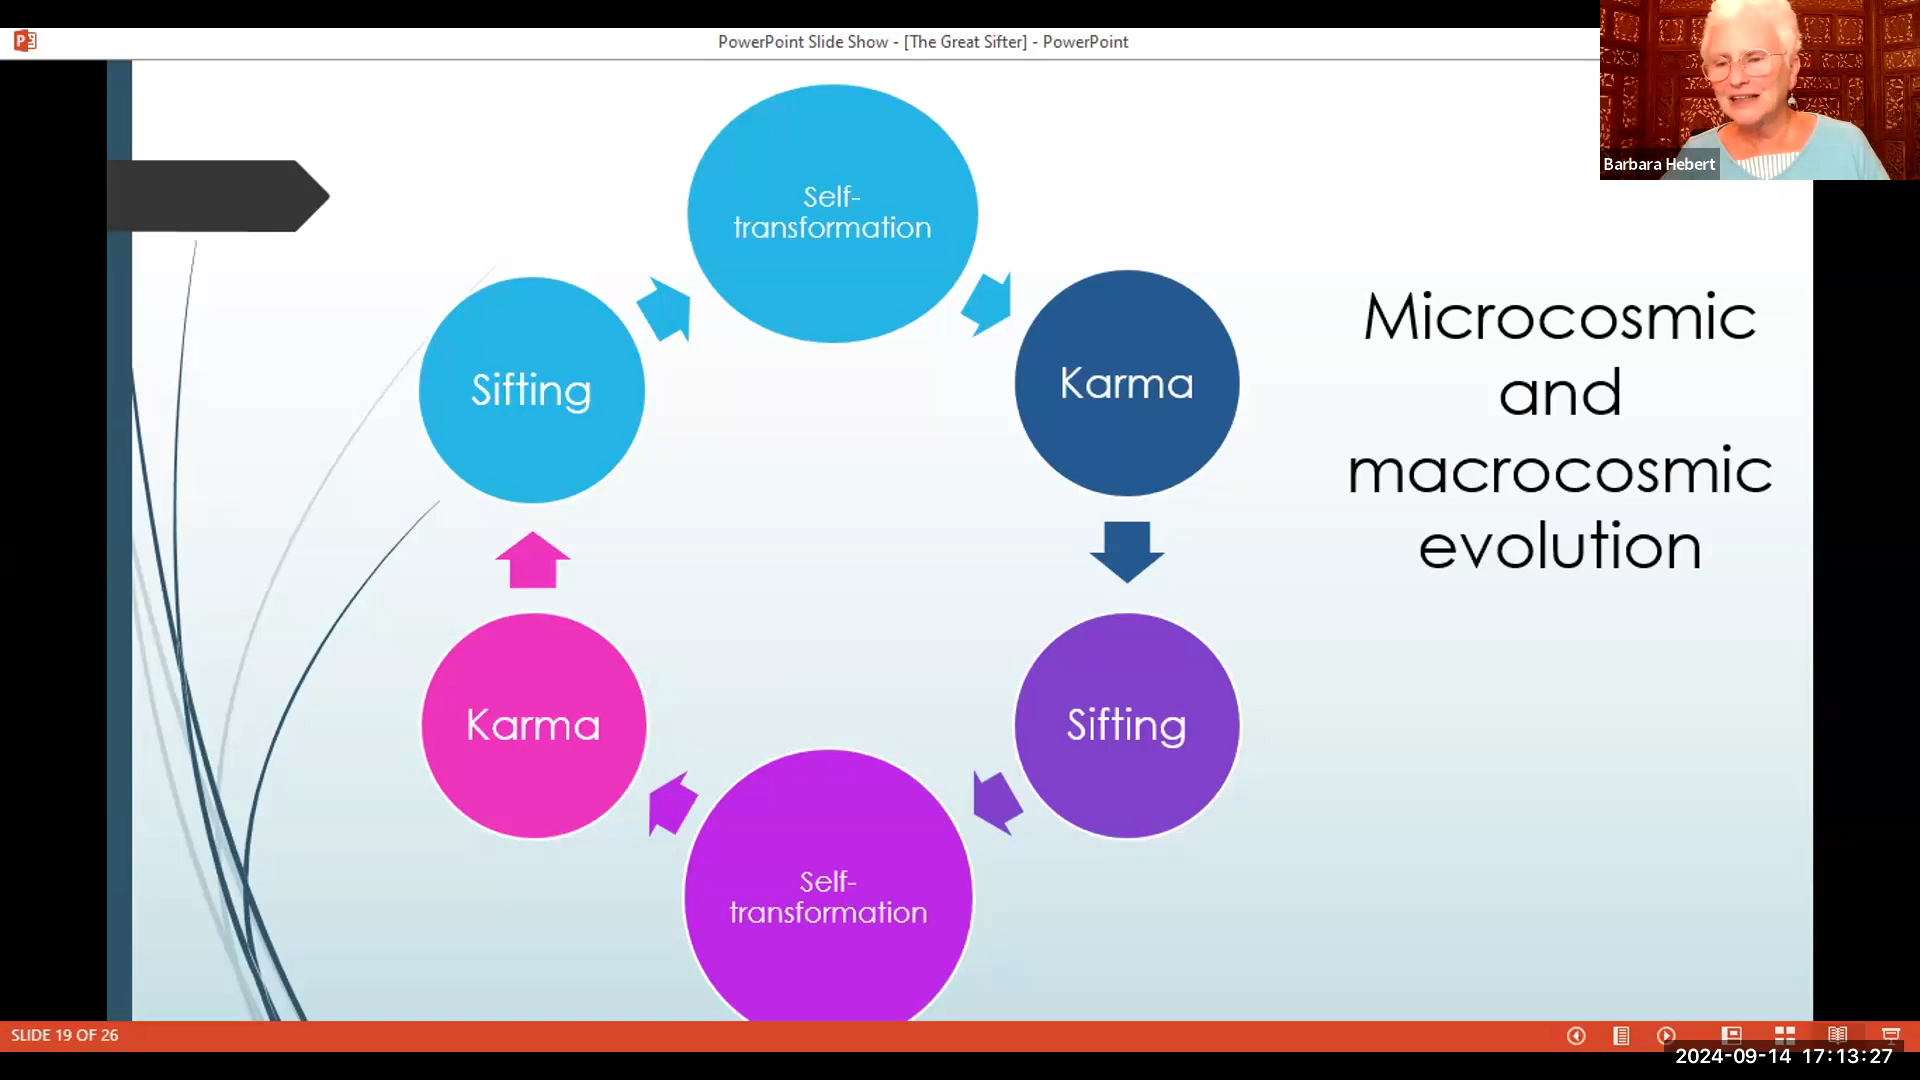 PowerPoint Slide Show - [The Great Sifter] - PowerPoint
Barbara Hebert
Self-
transformation
Karma
Sifting
Self-
transformation
Karma
Sifting
Microcosmic
and
macrocosmic
evolution
SLIDE 19 OF 26
2024-09-14 17:13:27